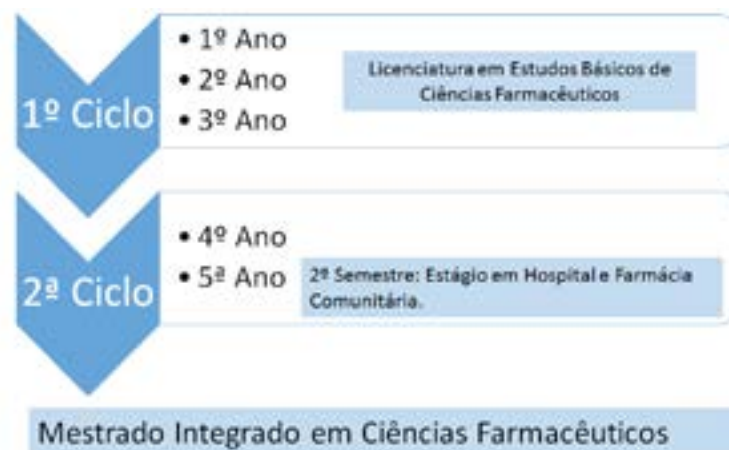 1º Ciclo
• 1º Ano
• 2º Ano
• 3º Ano
Licenciatura em Estudos Básicos de
Ciências Farmacêuticos
2ª Ciclo
• 4º Ano
• 5ª Ano
2º Semestre: Estágio em Hospital e Farmácia
Comunitária.
Mestrado Integrado em Ciências Farmacêuticos